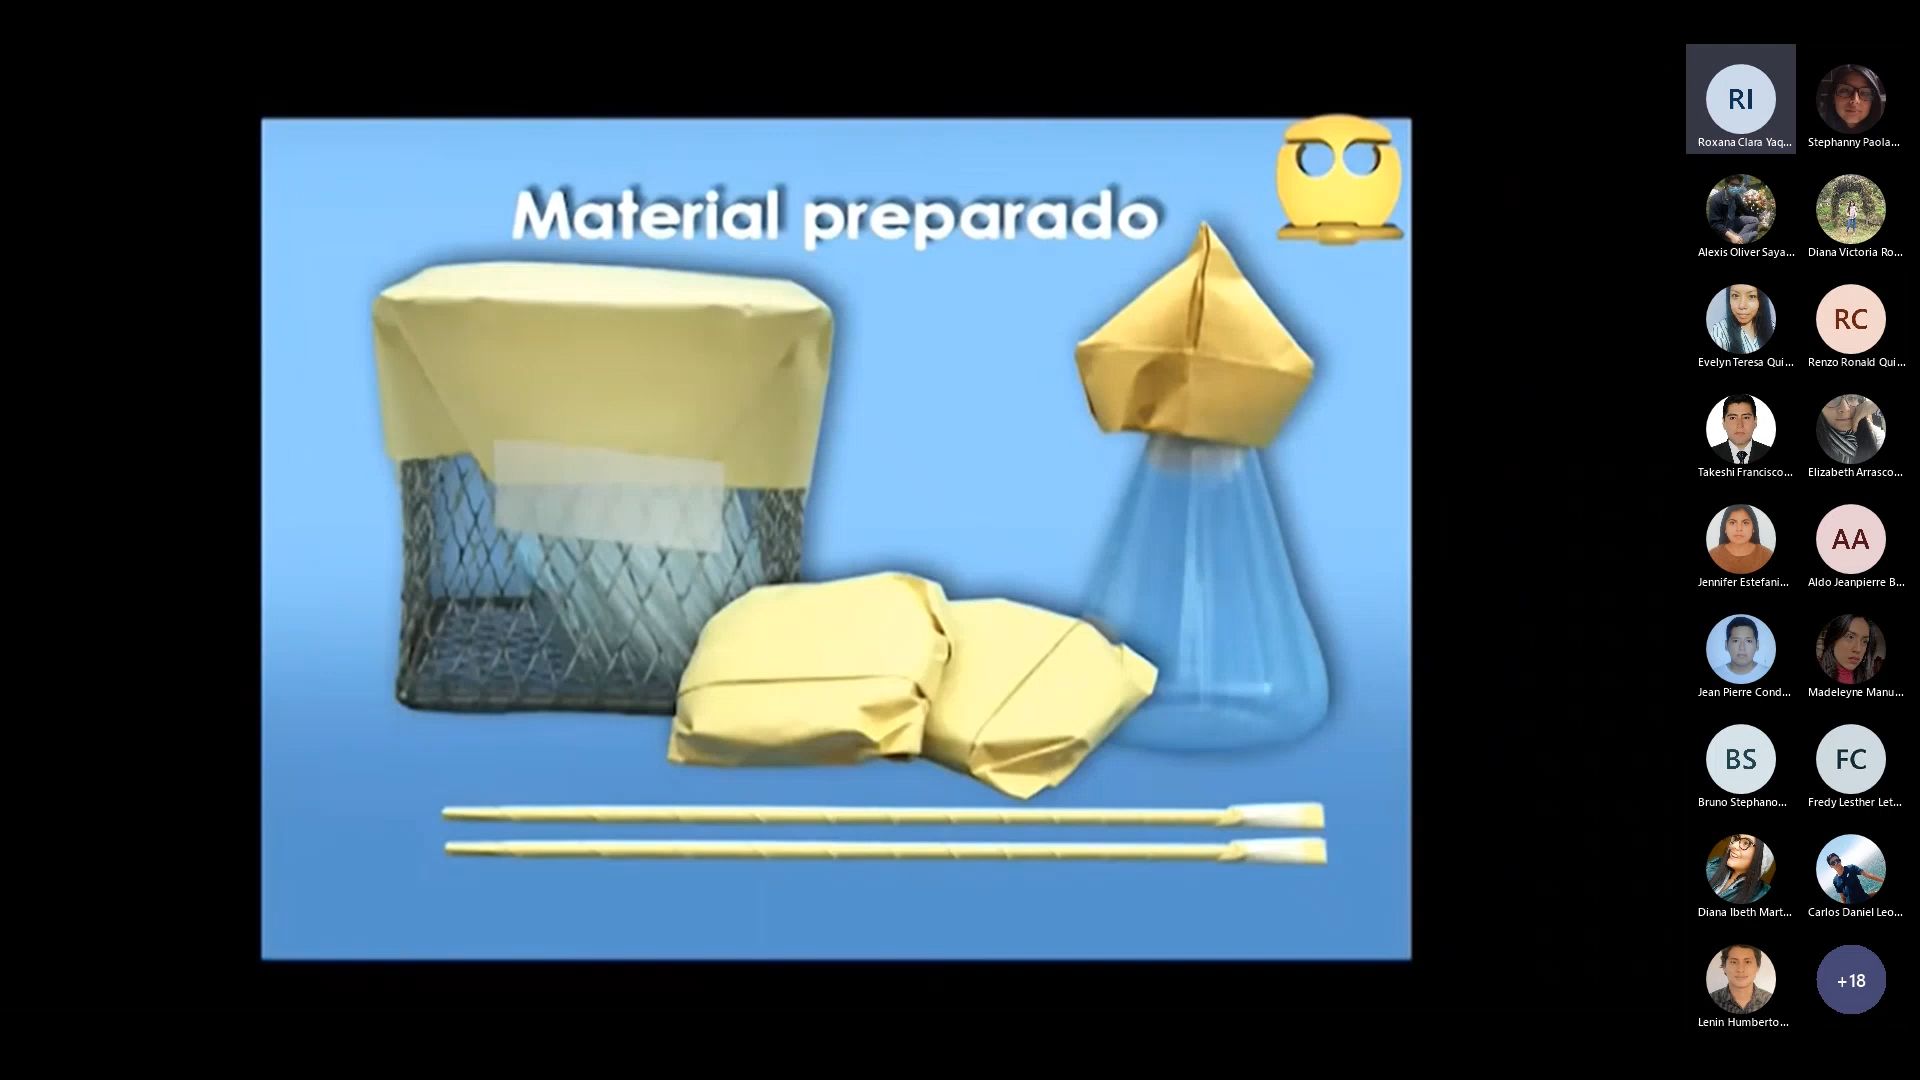 Material preparado
RI
Roxana Clara Yaq...
Stephanny Paola...
Alexis Oliver Saya...
Diana Victoria Ro...
Evelyn Teresa Qui...
RC
Renzo Ronald Qui...
Takeshi Francisco...
Elizabeth Arrasco...
Jennifer Estefani...
AA
Aldo Jeanpierre B...
Jean Pierre Cond...
Madeleyne Manu...
BS
Bruno Stephano...
FC
Fredy Lesther Let...
Diana Ibeth Mart...
Carlos Daniel Leo...
Lenin Humberto...
+18